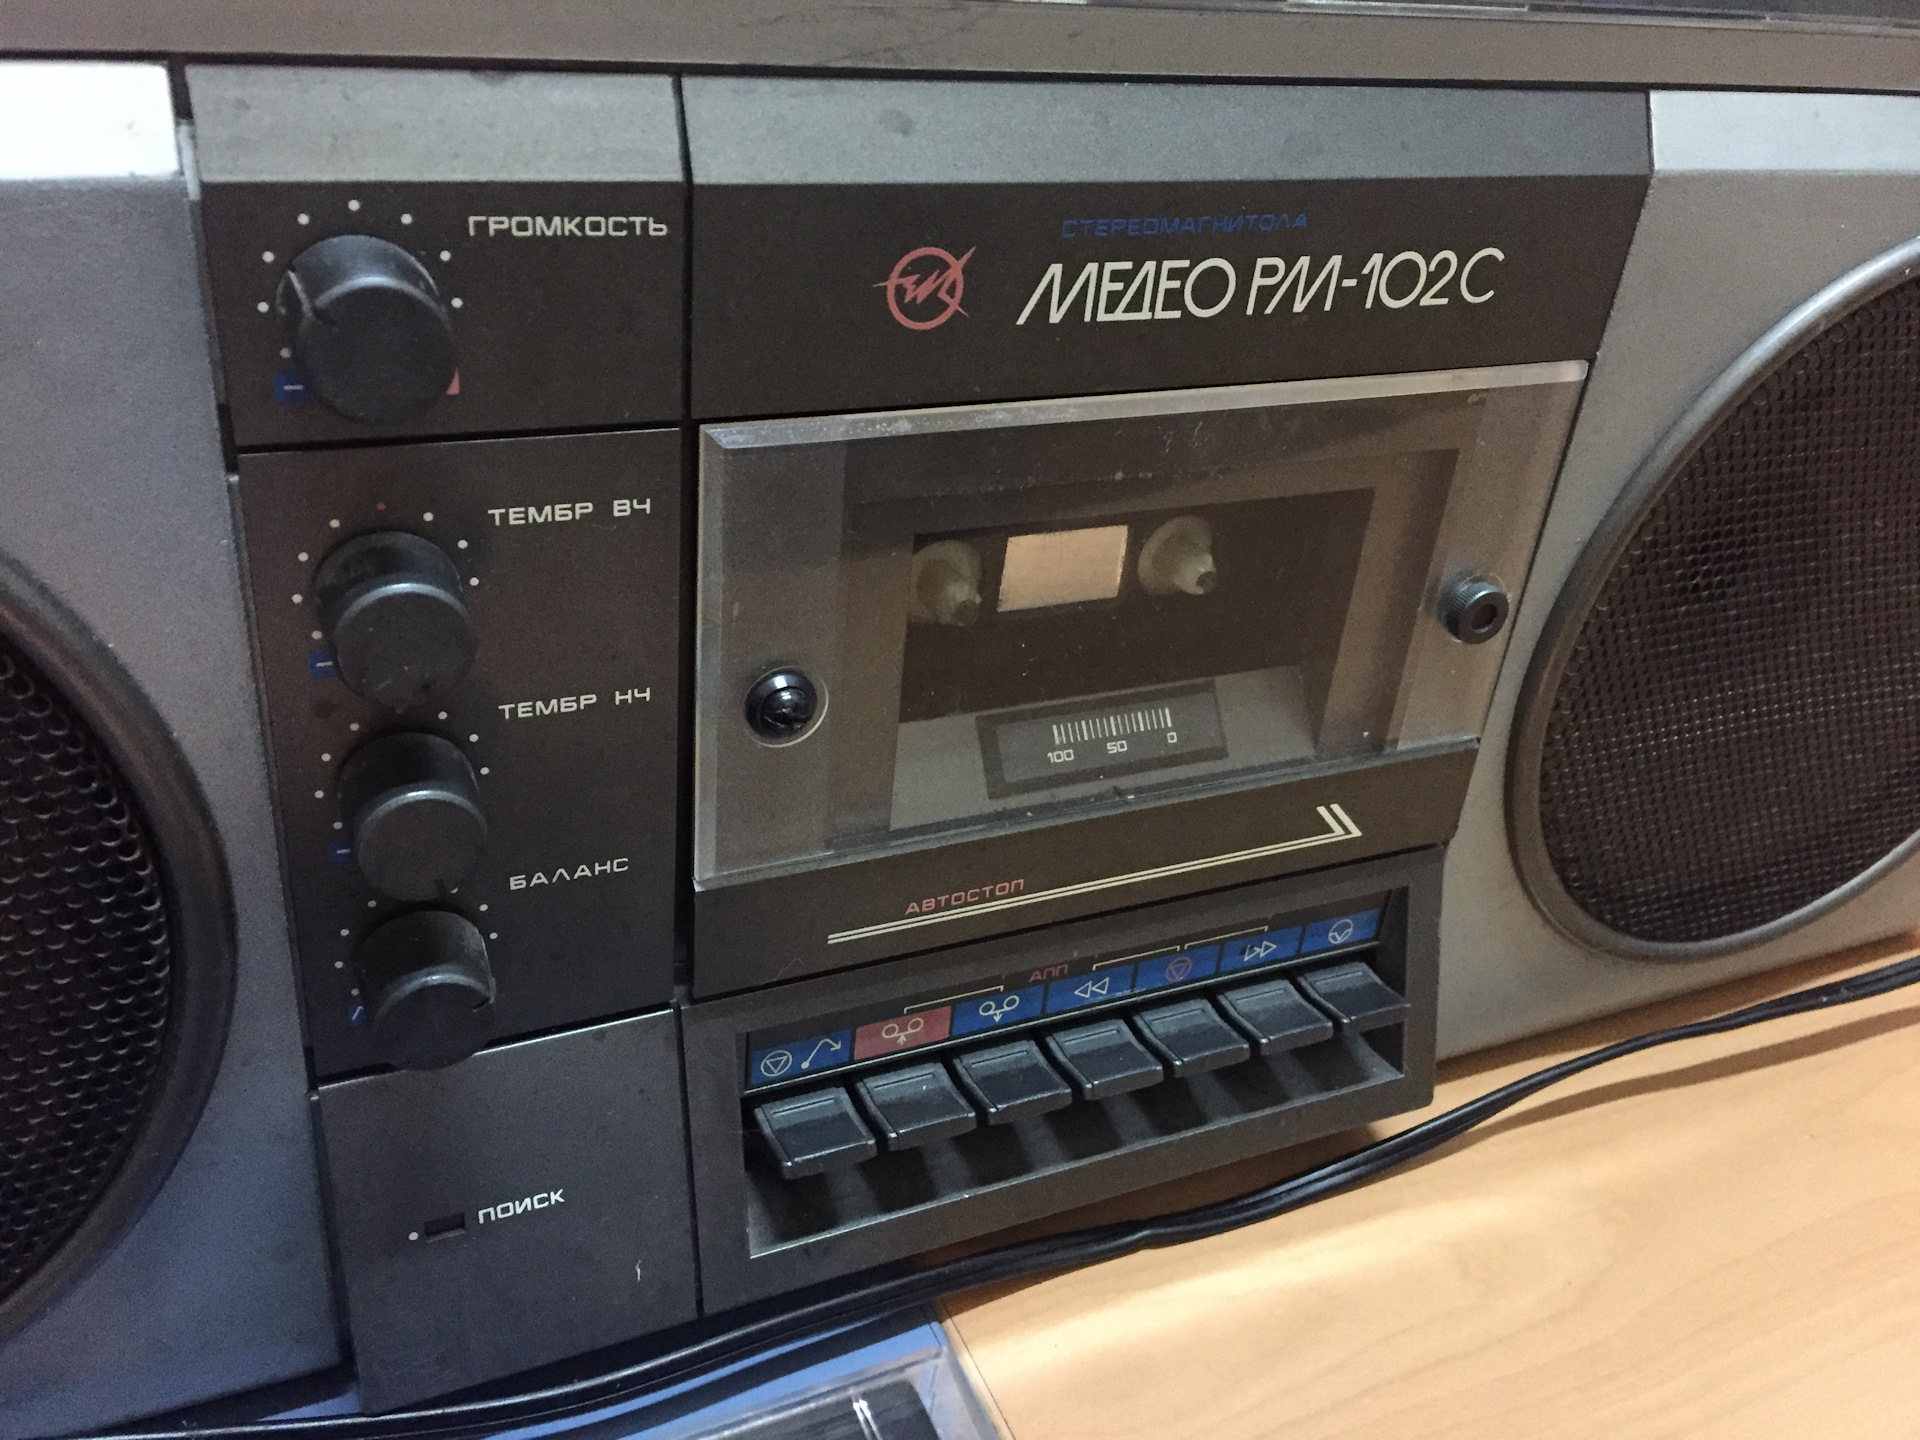 ГРОМКОСТЬ
СТЕРЕОМАГНИТОЛА
МЕДЕО РМ-102С
ТЕМБР ВЧ
ТЕМБР НЧ
БАЛАНС
100 50 0
АВТОСТОП
АПП
ПОИСК